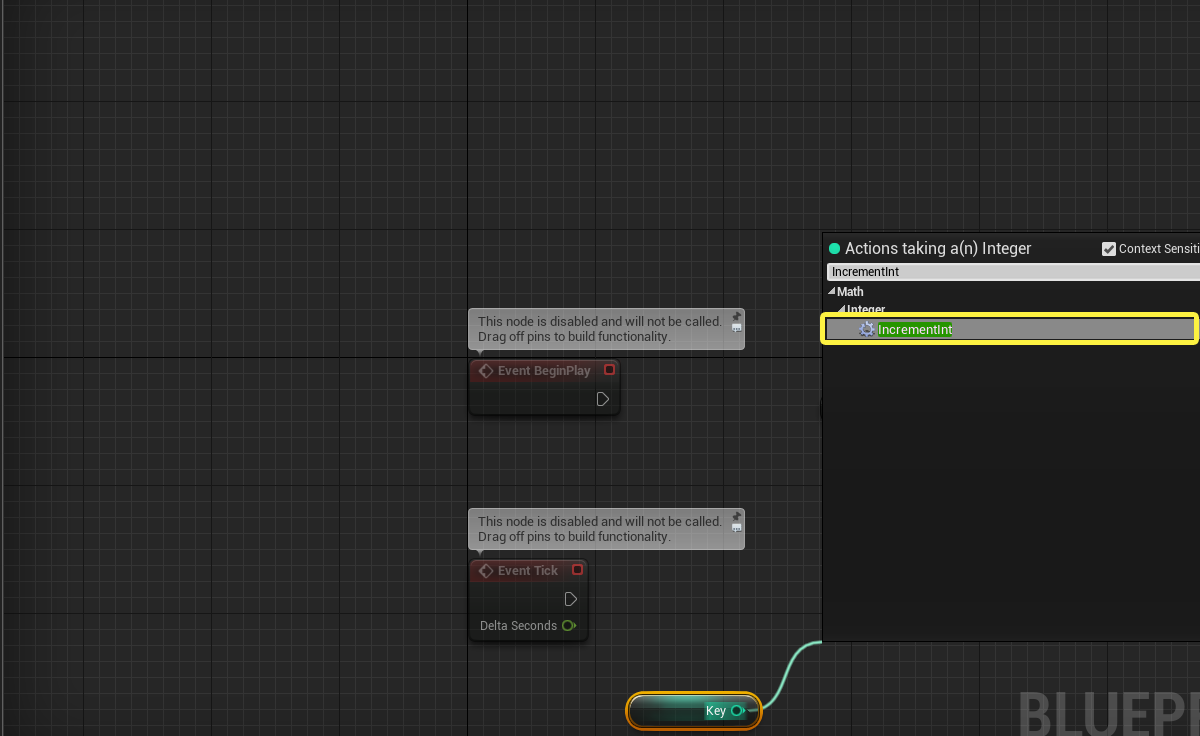 Actions taking a(n) Integer
Context Sensiti
IncrementInt
Math
Integer
IncrementInt
This node is disabled and will not be called.
Drag off pins to build functionality.
Event BeginPlay
This node is disabled and will not be called.
Drag off pins to build functionality.
Event Tick
Delta Seconds
Key
BLUEP